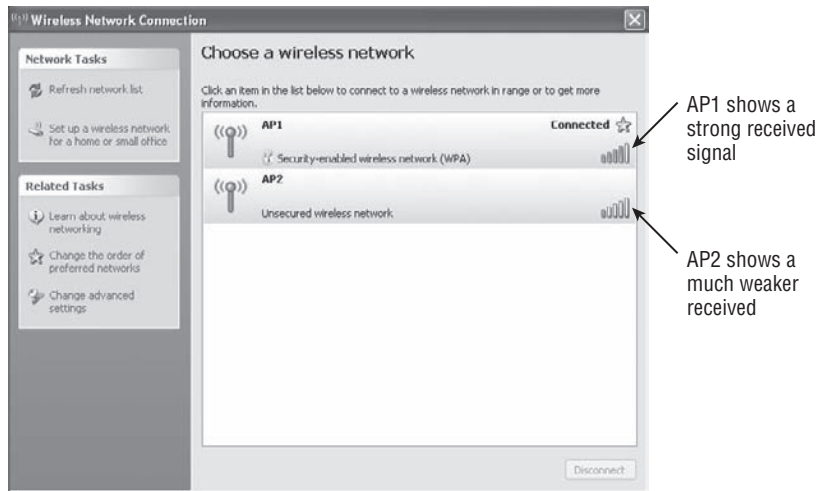 Wireless Network Connection
Network Tasks
Refresh network list
Set up a wireless network
for a home or small office
Related Tasks
Learn about wireless
networking
Change the order of
preferred networks
Change advanced
settings
Choose a wireless network
Click an item in the list below to connect to a wireless network in range or to get more
information.
AP1
Connected
Security-enabled wireless network (WPA)
AP2
Unsecured wireless network
Disconnect
AP1 shows a
strong received
signal
AP2 shows a
much weaker
received